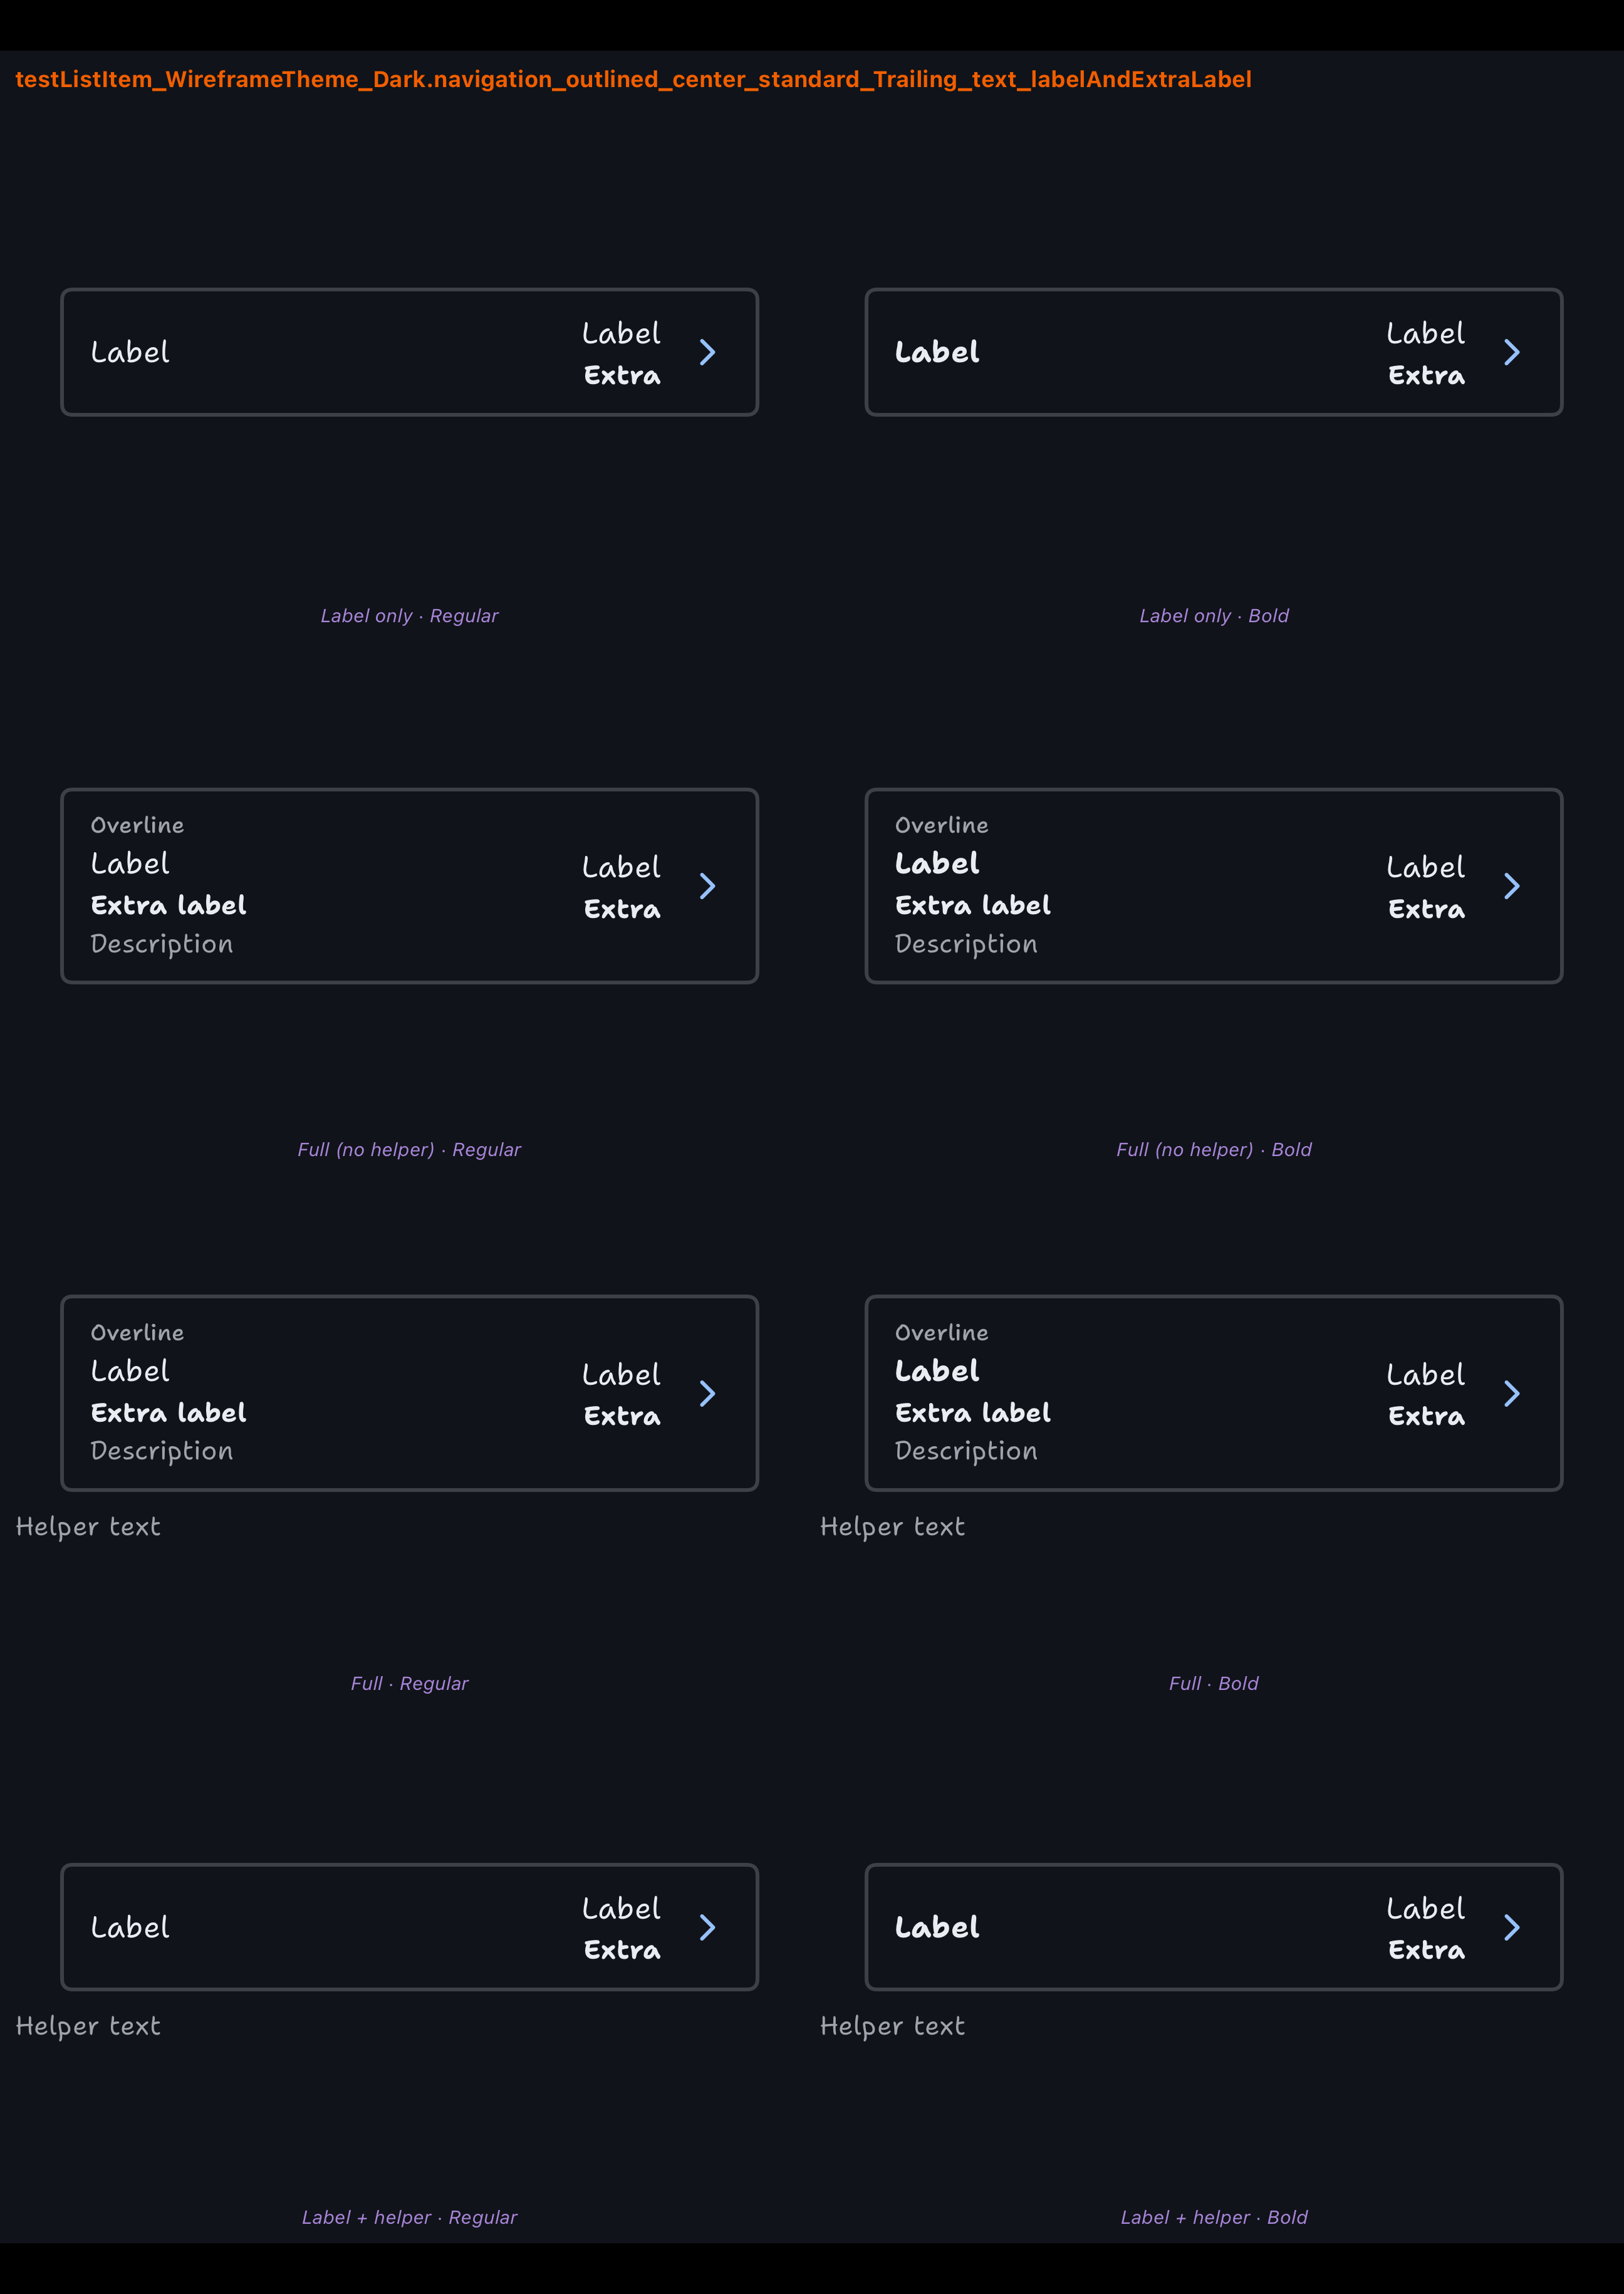 testListItem_WireframeTheme_Dark.navigation_outlined_center_standard_Trailing_text_labelAndExtraLabel
Label
Label
Extra
Label only · Regular
Label
Label
Extra
Label only · Bold
Overline
Label
Extra label
Description
Label
Extra
Full (no helper) · Regular
Overline
Label
Extra label
Description
Label
Extra
Full (no helper) · Bold
Overline
Label
Extra label
Description
Label
Extra
Helper text
Full · Regular
Overline
Label
Extra label
Description
Label
Extra
Helper text
Full · Bold
Label
Label
Extra
Helper text
Label + helper · Regular
Label
Label
Extra
Helper text
Label + helper · Bold